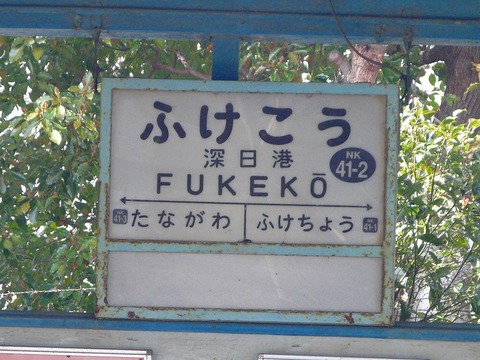 ふけこう
深日港
NK
41-2
FUKEKŌ
NK
41-3
たながわ
ふけちょう
NK
41-1